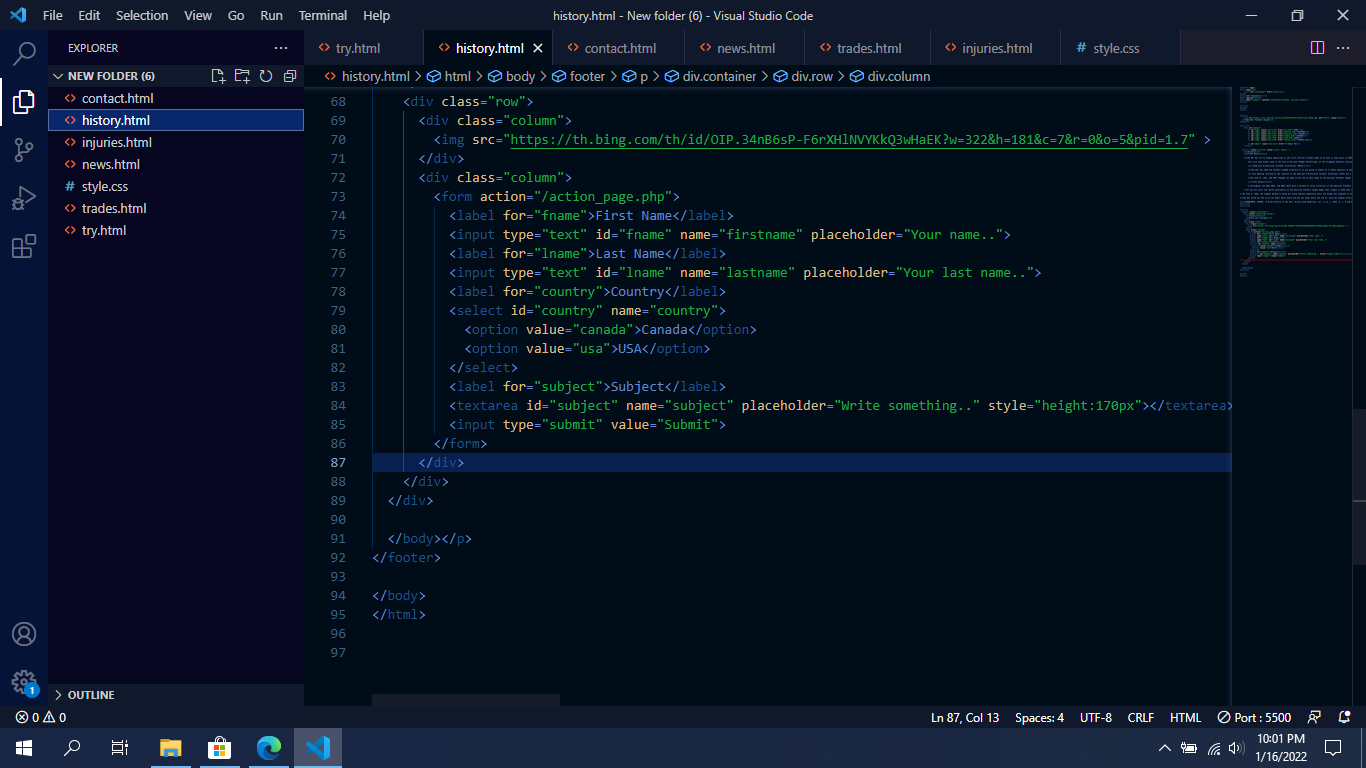 File Edit Selection View Go Run Terminal Help
history.html - New folder (6) - Visual Studio Code
EXPLORER
NEW FOLDER (6)
contact.html
history.html
injuries.html
news.html
style.css
trades.html
try.html
OUTLINE
try.html history.html contact.html news.html trades.html injuries.html # style.css
history.html > html > body > footer > p > div.container > div.row > div.column
68 <div class="row">
69 <div class="column">
70 <img src="https://th.bing.com/th/id/OIP.34nB6sP-F6rXHlNVYKkQ3wHaEK?w=322&h=181&c=7&r=0&o=5&pid=1.7" >
71 </div>
72 <div class="column">
73 <form action="/action_page.php">
74 <label for="fname">First Name</label>
75 <input type="text" id="fname" name="firstname" placeholder="Your name..">
76 <label for="lname">Last Name</label>
77 <input type="text" id="lname" name="lastname" placeholder="Your last name..">
78 <label for="country">Country</label>
79 <select id="country" name="country">
80 <option value="canada">Canada</option>
81 <option value="usa">USA</option>
82 </select>
83 <label for="subject">Subject</label>
84 <textarea id="subject" name="subject" placeholder="Write something.." style="height:170px"></textarea>
85 <input type="submit" value="Submit">
86 </form>
87 </div>
88 </div>
89 </div>
90
91 </body></p>
92 </footer>
93
94 </body>
95 </html>
96
97
1
0 0 Ln 87, Col 13 Spaces: 4 UTF-8 CRLF HTML Port : 5500
10:01 PM
1/16/2022